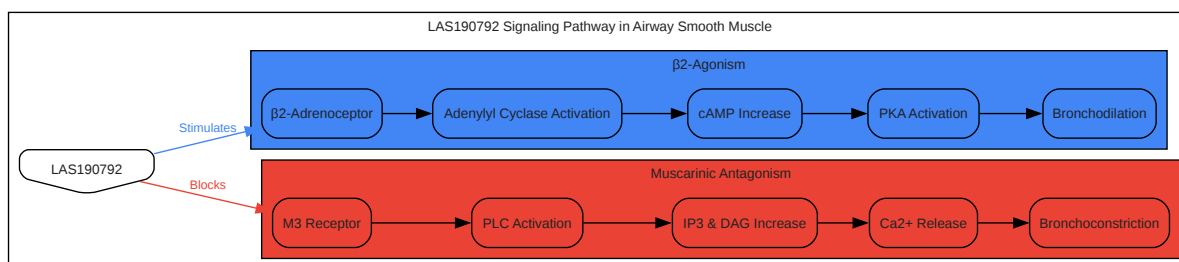 LAS190792 Signaling Pathway in Airway Smooth Muscle
β2-Agonism
β2-Adrenoceptor
Adenylyl Cyclase Activation
cAMP Increase
PKA Activation
Bronchodilation
Stimulates
LAS190792
Blocks
Muscarinic Antagonism
M3 Receptor
PLC Activation
IP3 & DAG Increase
Ca2+ Release
Bronchoconstriction